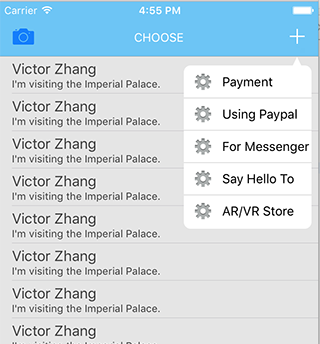 Carrier 4:55 PM
CHOOSE
Victor Zhang
I'm visiting the Imperial Palace.
Payment
Victor Zhang
I'm visiting the Imperial Palace.
Using Paypal
Victor Zhang
I'm visiting the Imperial Palace.
For Messenger
Victor Zhang
I'm visiting the Imperial Palace.
Say Hello To
Victor Zhang
I'm visiting the Imperial Palace.
AR/VR Store
Victor Zhang
I'm visiting the Imperial Palace.
Victor Zhang
I'm visiting the Imperial Palace.
Victor Zhang